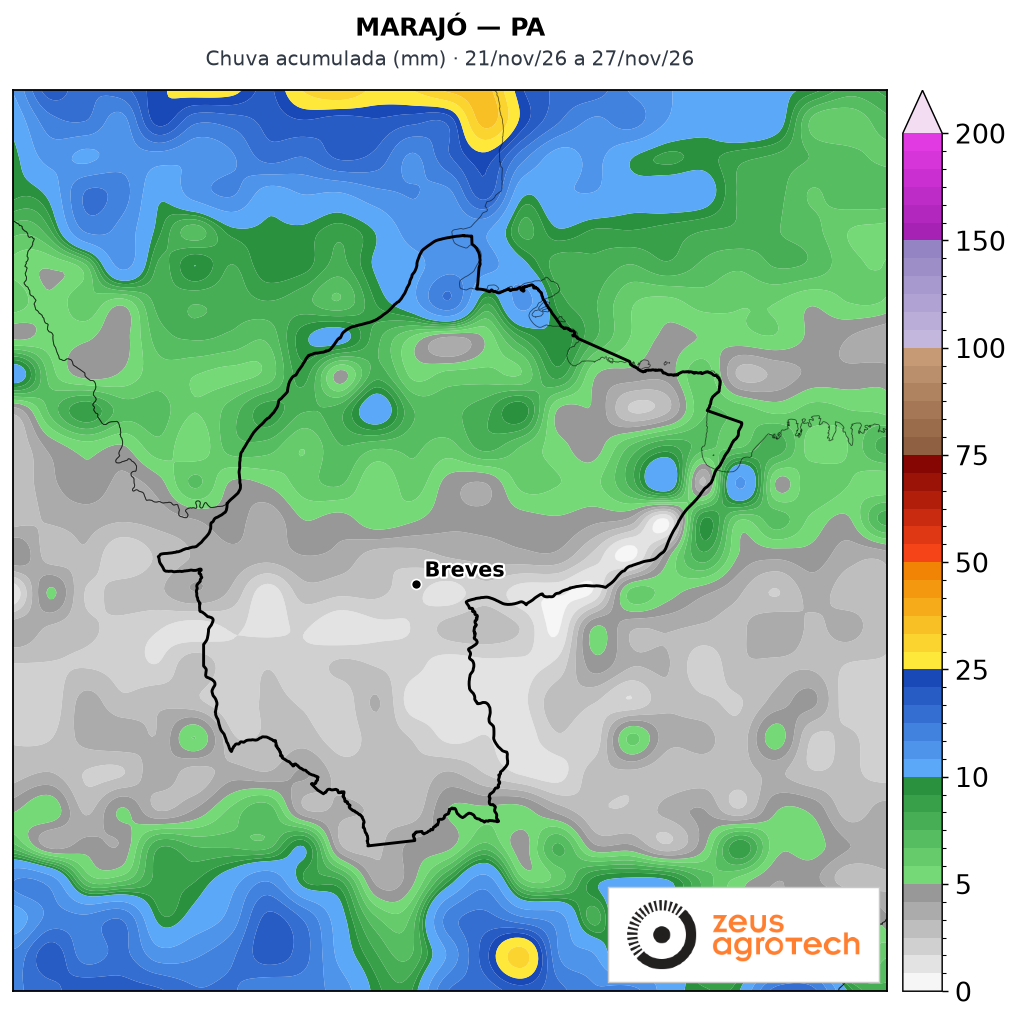 MARAJÓ — PA
Chuva acumulada (mm) · 21/nov/26 a 27/nov/26
200
150
100
75
50
25
10
5
0
Breves
zeus
agrotech